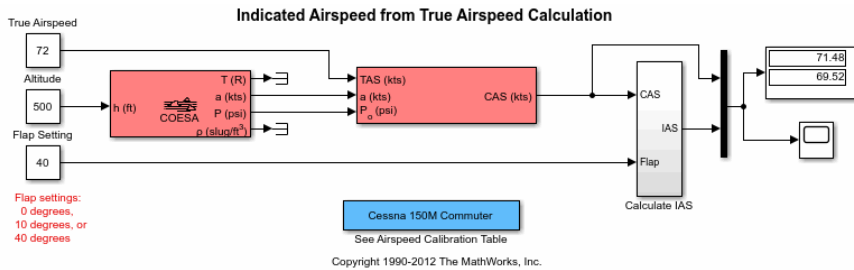 Indicated Airspeed from True Airspeed Calculation
True Airspeed
72
Altitude
500
Flap Setting
40
h (ft)
COESA
T (R)
a (kts)
P (psi)
ρ (slug/ft³)
TAS (kts)
a (kts)
P₀ (psi)
CAS (kts)
CAS
IAS
Flap
Calculate IAS
71.48
69.52
Flap settings:
0 degrees,
10 degrees, or
40 degrees
Cessna 150M Commuter
See Airspeed Calibration Table
Copyright 1990-2012 The MathWorks, Inc.